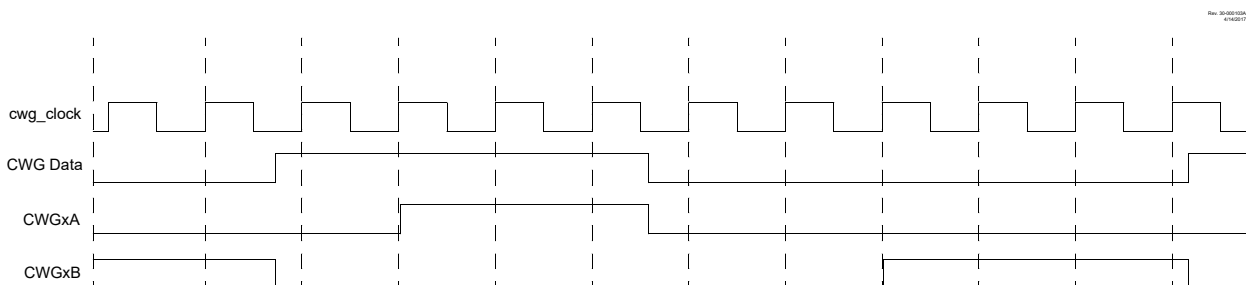 Rev. 30-000103A
4/14/2017
cwg_clock
CWG Data
CWGxA
CWGxB